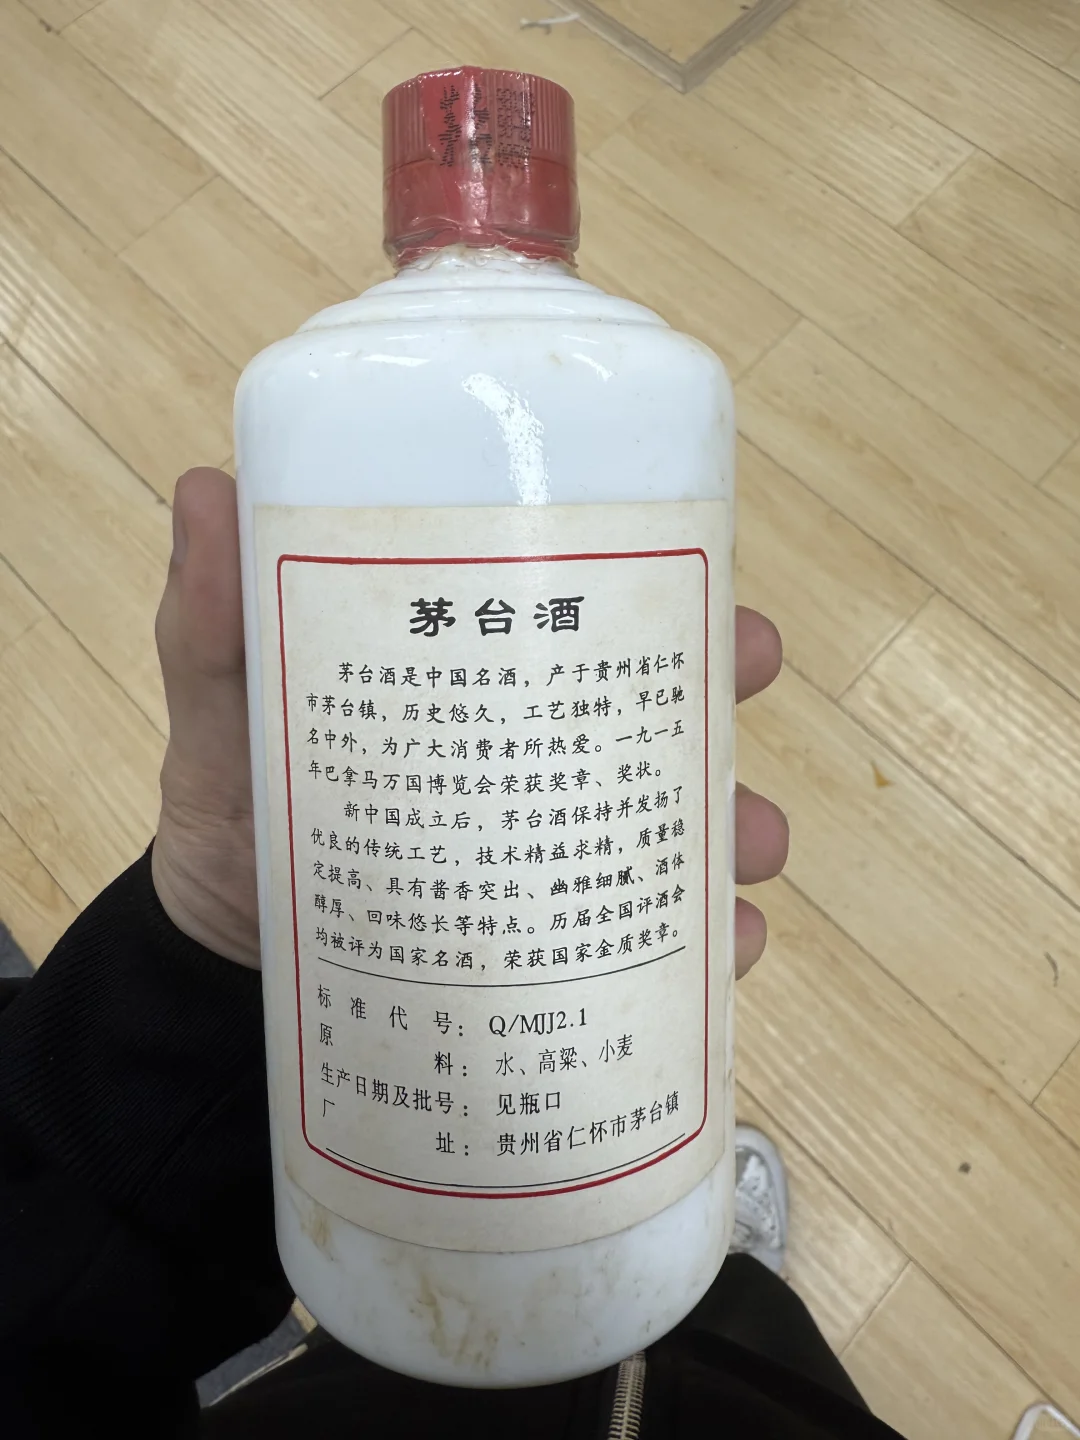 茅台酒
茅台酒是中国名酒，产于贵州省仁怀
市茅台镇，历史悠久，工艺独特，早已驰
名中外，为广大消费者所热爱。一九一五
年巴拿马万国博览会荣获奖章、奖状。
新中国成立后，茅台酒保持并发扬了
优良的传统工艺，技术精益求精，质量稳
定提高、具有酱香突出、幽雅细腻、酒体
醇厚、回味悠长等特点。历届全国评酒会
均被评为国家名酒，荣获国家金质奖章。
标准代号：Q/MJJ2.1
原料：水、高粱、小麦
生产日期及批号：见瓶口
厂址：贵州省仁怀市茅台镇